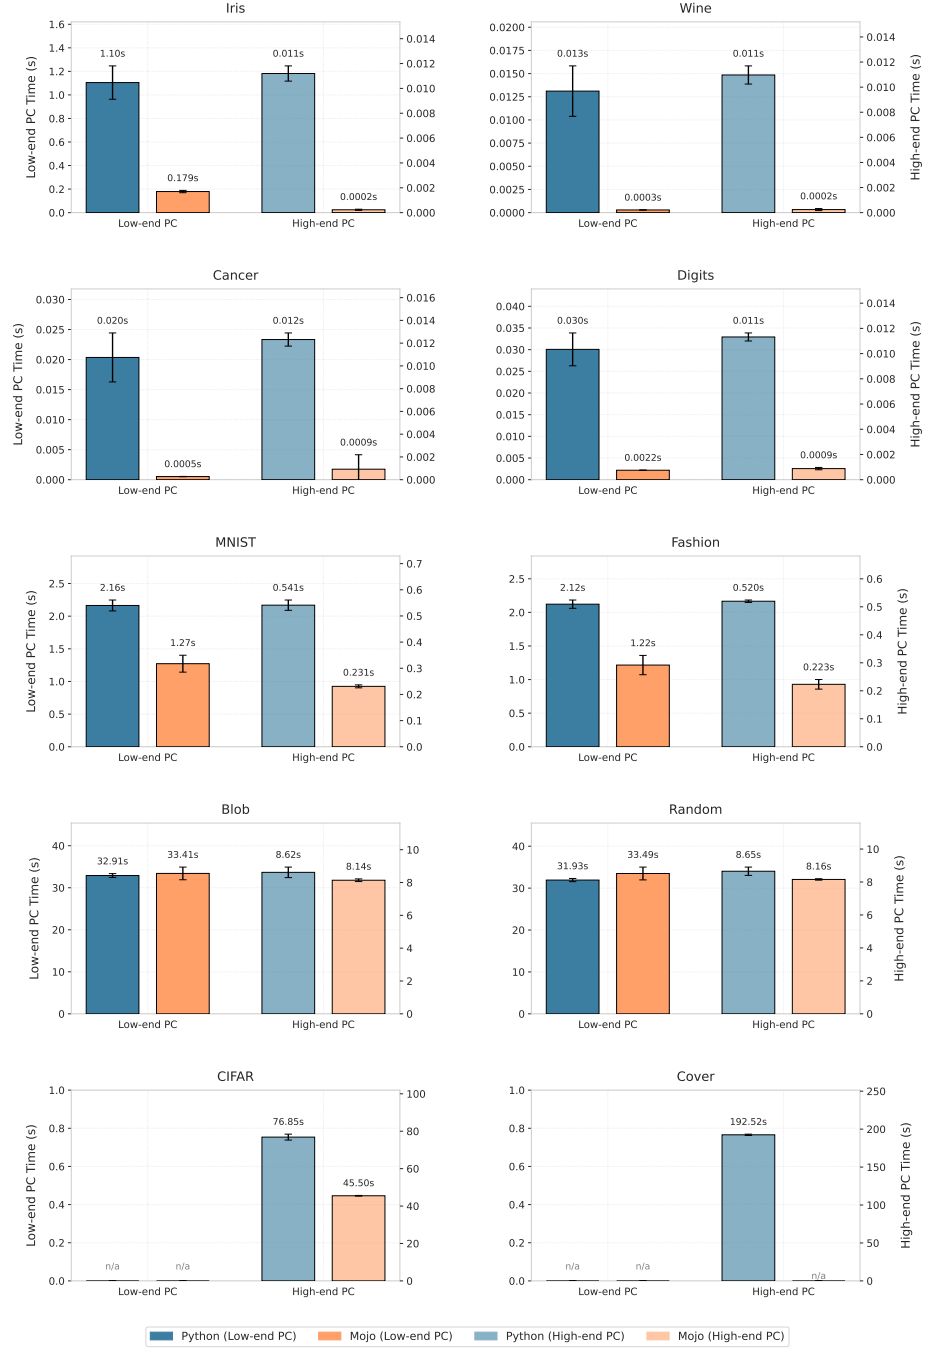 Iris
Low-end PC Time (s)
1.6
1.4
1.2
1.0
0.8
0.6
0.4
0.2
0.0
1.10s
0.179s
0.011s
0.0002s
0.014
0.012
0.010
0.008
0.006
0.004
0.002
0.000
Low-end PC
High-end PC
Wine
0.0200
0.0175
0.0150
0.0125
0.0100
0.0075
0.0050
0.0025
0.0000
0.013s
0.0003s
0.011s
0.0002s
0.014
0.012
0.010
0.008
0.006
0.004
0.002
0.000
High-end PC Time (s)
Low-end PC
High-end PC
Cancer
Low-end PC Time (s)
0.030
0.025
0.020
0.015
0.010
0.005
0.000
0.020s
0.0005s
0.012s
0.0009s
0.016
0.014
0.012
0.010
0.008
0.006
0.004
0.002
0.000
Low-end PC
High-end PC
Digits
0.040
0.035
0.030
0.025
0.020
0.015
0.010
0.005
0.000
0.030s
0.0022s
0.011s
0.0009s
0.014
0.012
0.010
0.008
0.006
0.004
0.002
0.000
High-end PC Time (s)
Low-end PC
High-end PC
MNIST
Low-end PC Time (s)
2.5
2.0
1.5
1.0
0.5
0.0
2.16s
1.27s
0.541s
0.231s
0.7
0.6
0.5
0.4
0.3
0.2
0.1
0.0
Low-end PC
High-end PC
Fashion
2.5
2.0
1.5
1.0
0.5
0.0
2.12s
1.22s
0.520s
0.223s
0.6
0.5
0.4
0.3
0.2
0.1
0.0
High-end PC Time (s)
Low-end PC
High-end PC
Blob
Low-end PC Time (s)
40
30
20
10
0
32.91s
33.41s
8.62s
8.14s
10
8
6
4
2
0
Low-end PC
High-end PC
Random
40
30
20
10
0
31.93s
33.49s
8.65s
8.16s
10
8
6
4
2
0
High-end PC Time (s)
Low-end PC
High-end PC
CIFAR
Low-end PC Time (s)
1.0
0.8
0.6
0.4
0.2
0.0
n/a
n/a
76.85s
45.50s
100
80
60
40
20
0
Low-end PC
High-end PC
Cover
1.0
0.8
0.6
0.4
0.2
0.0
n/a
n/a
192.52s
n/a
250
200
150
100
50
0
High-end PC Time (s)
Low-end PC
High-end PC
Python (Low-end PC)
Mojo (Low-end PC)
Python (High-end PC)
Mojo (High-end PC)